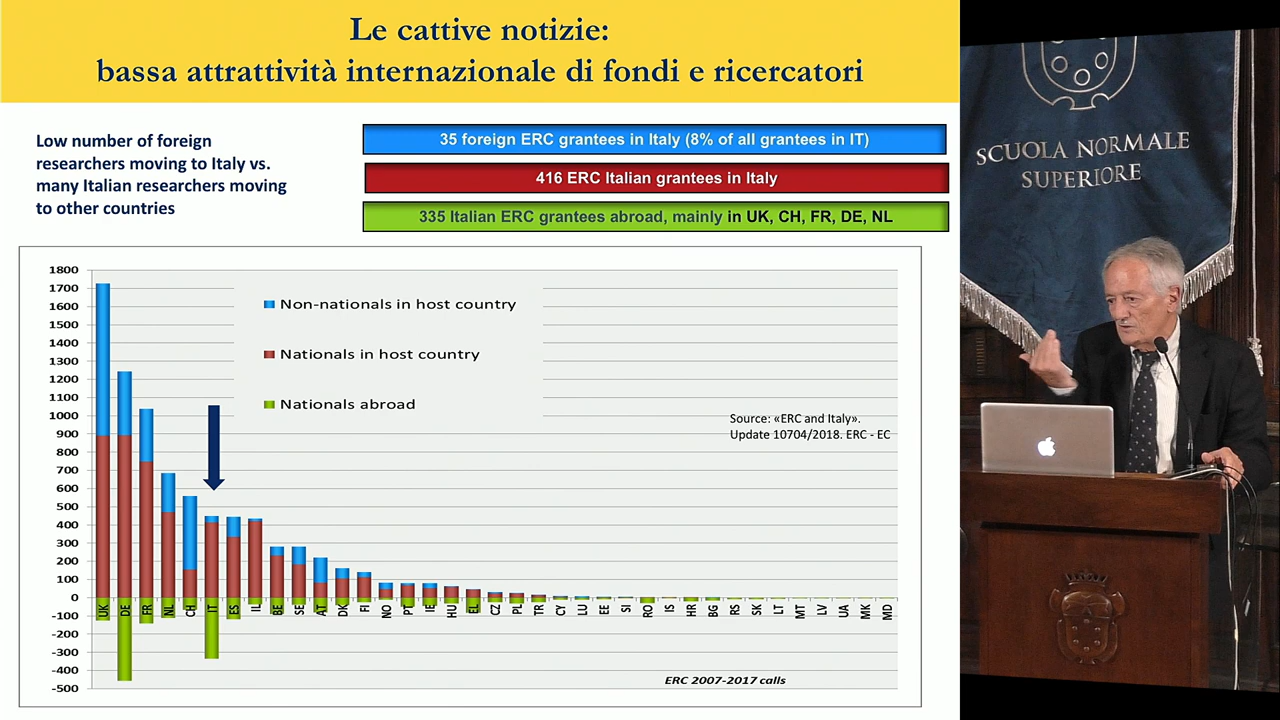 Le cattive notizie:
bassa attrattività internazionale di fondi e ricercatori
Low number of foreign
researchers moving to Italy vs.
many Italian researchers moving
to other countries
35 foreign ERC grantees in Italy (8% of all grantees in IT)
416 ERC Italian grantees in Italy
335 Italian ERC grantees abroad, mainly in UK, CH, FR, DE, NL
1800
1700
1600
1500
1400
1300
1200
1100
1000
900
800
700
600
500
400
300
200
100
0
-100
-200
-300
-400
-500
Non-nationals in host country
Nationals in host country
Nationals abroad
Source: «ERC and Italy».
Update 10704/2018. ERC - EC
UK DE FR NL CH IT ES IL BE SE AT DK FI NO PT IE HU EL CZ PL TR CY LU EE SI RO IS HR BG RS SK LT MT LV UA MK MD
ERC 2007-2017 calls
SCUOLA NORMALE
SUPERIORE